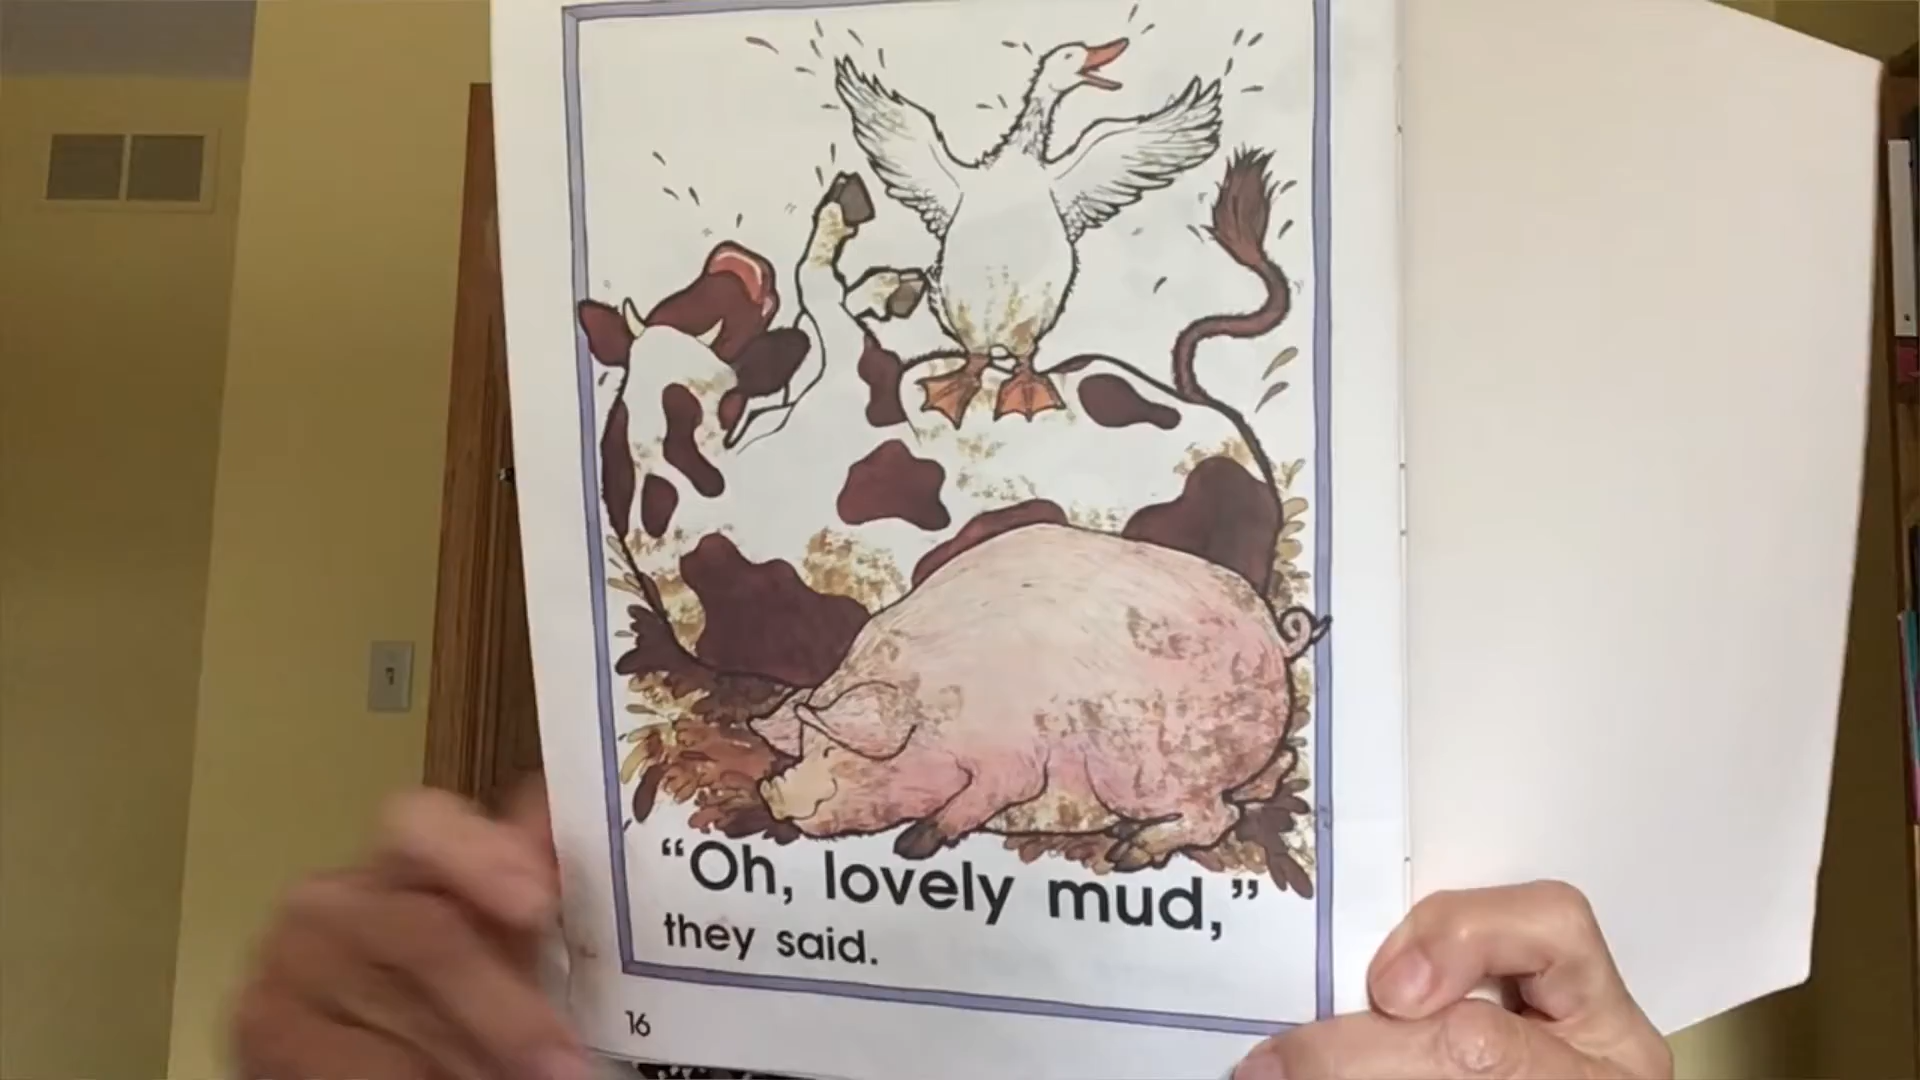 “Oh, lovely mud,”
they said.
16